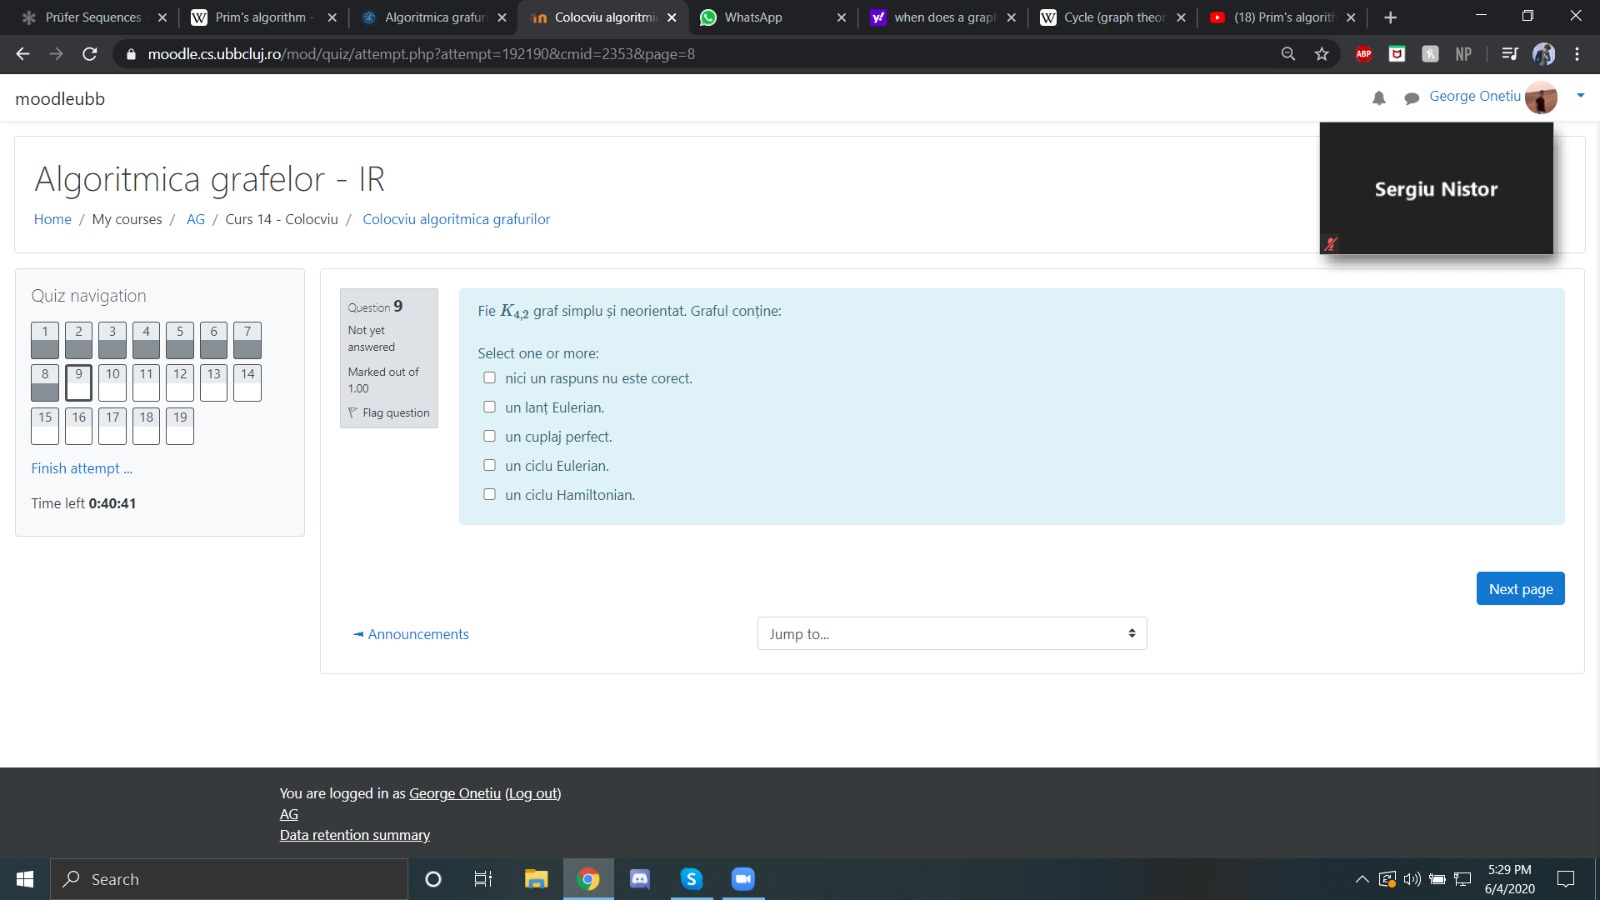 Prüfer Sequences
Prim's algorithm -
Algoritmica grafuri
Colocviu algoritmic
WhatsApp
when does a graph
Cycle (graph theor
(18) Prim's algorith
moodle.cs.ubbcluj.ro/mod/quiz/attempt.php?attempt=192190&cmid=2353&page=8
ABP
NP
moodleubb
George Onetiu
Algoritmica grafelor - IR
Home / My courses / AG / Curs 14 - Colocviu / Colocviu algoritmica grafurilor
Sergiu Nistor
Quiz navigation
1 2 3 4 5 6 7
8 9 10 11 12 13 14
15 16 17 18 19
Finish attempt ...
Time left 0:40:41
Question 9
Not yet
answered
Marked out of
1.00
Flag question
Fie K4,2 graf simplu și neorientat. Graful conține:
Select one or more:
nici un raspuns nu este corect.
un lanț Eulerian.
un cuplaj perfect.
un ciclu Eulerian.
un ciclu Hamiltonian.
Next page
◄ Announcements
Jump to...
You are logged in as George Onetiu (Log out)
AG
Data retention summary
Search
5:29 PM
6/4/2020